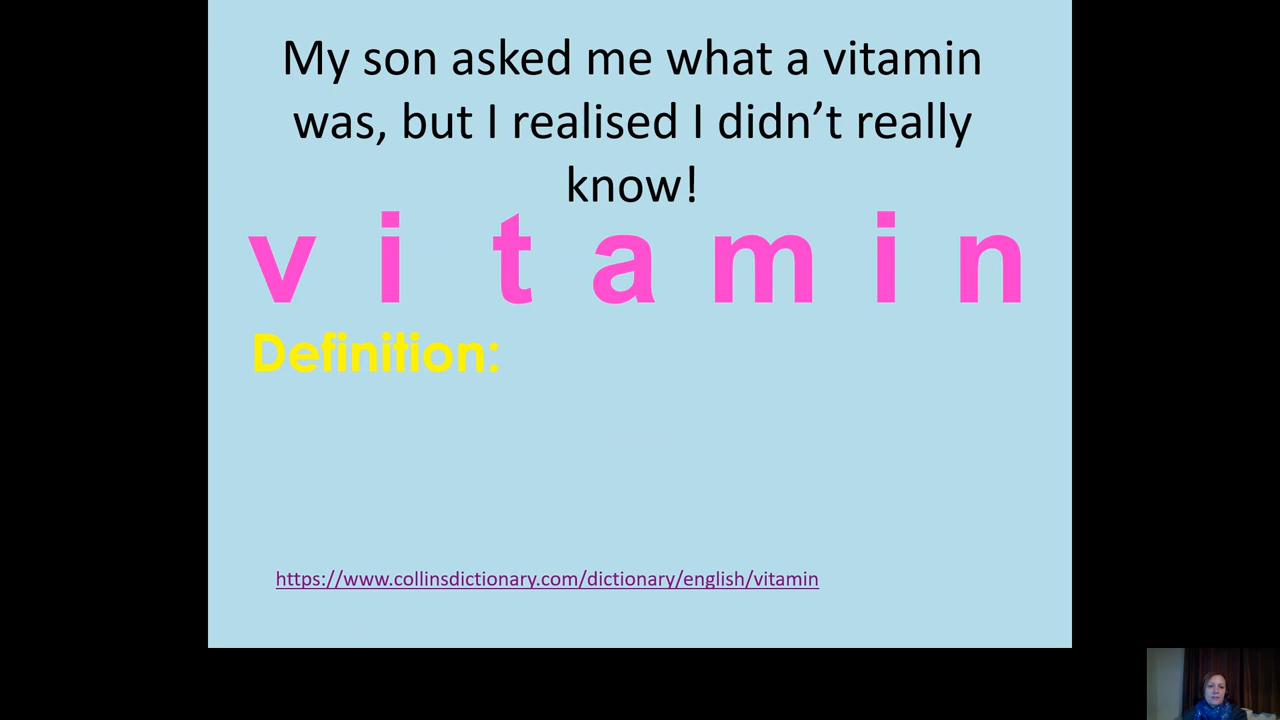 My son asked me what a vitamin
was, but I realised I didn’t really
know!
v i t a m i n
Definition:
https://www.collinsdictionary.com/dictionary/english/vitamin